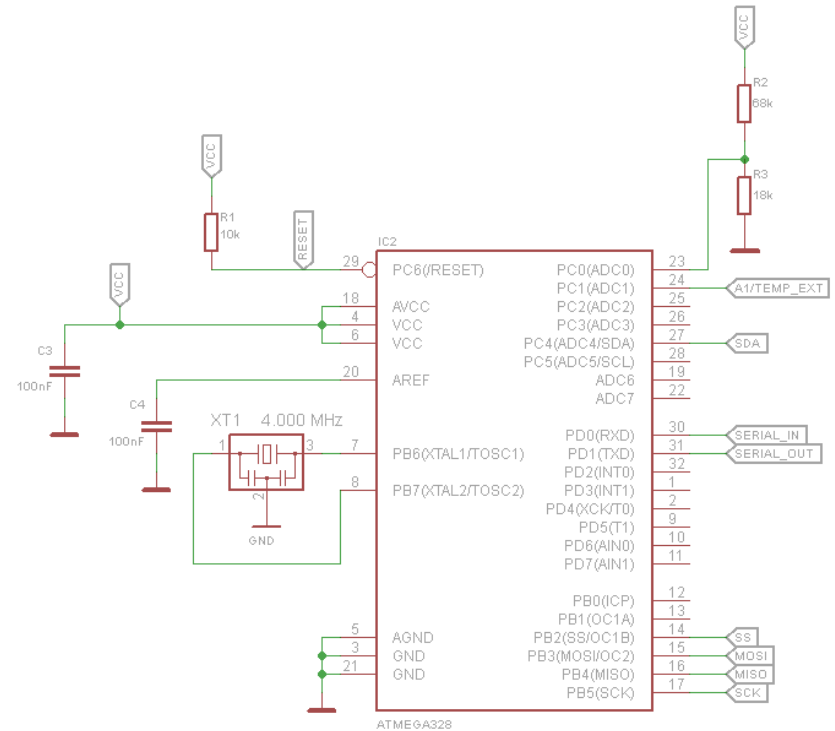 VCC
R2
68k
R3
18k
VCC
R1
10k
RESET
VCC
C3
100nF
C4
100nF
XT1 4.000 MHz
1
3
2
GND
IC2
29 PC6(/RESET)
18 AVCC
4 VCC
6 VCC
20 AREF
7 PB6(XTAL1/TOSC1)
8 PB7(XTAL2/TOSC2)
5 AGND
3 GND
21 GND
PC0(ADC0) 23
PC1(ADC1) 24 A1/TEMP_EXT
PC2(ADC2) 25
PC3(ADC3) 26
PC4(ADC4/SDA) 27 SDA
PC5(ADC5/SCL) 28
ADC6 19
ADC7 22
PD0(RXD) 30 SERIAL_IN
PD1(TXD) 31 SERIAL_OUT
PD2(INT0) 32
PD3(INT1) 1
PD4(XCK/T0) 2
PD5(T1) 9
PD6(AIN0) 10
PD7(AIN1) 11
PB0(ICP) 12
PB1(OC1A) 13
PB2(SS/OC1B) 14 SS
PB3(MOSI/OC2) 15 MOSI
PB4(MISO) 16 MISO
PB5(SCK) 17 SCK
ATMEGA328